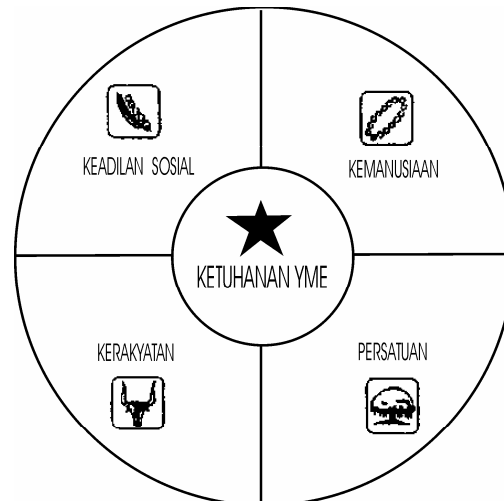 KEADILAN SOSIAL
KEMANUSIAAN
KETUHANAN YME
KERAKYATAN
PERSATUAN